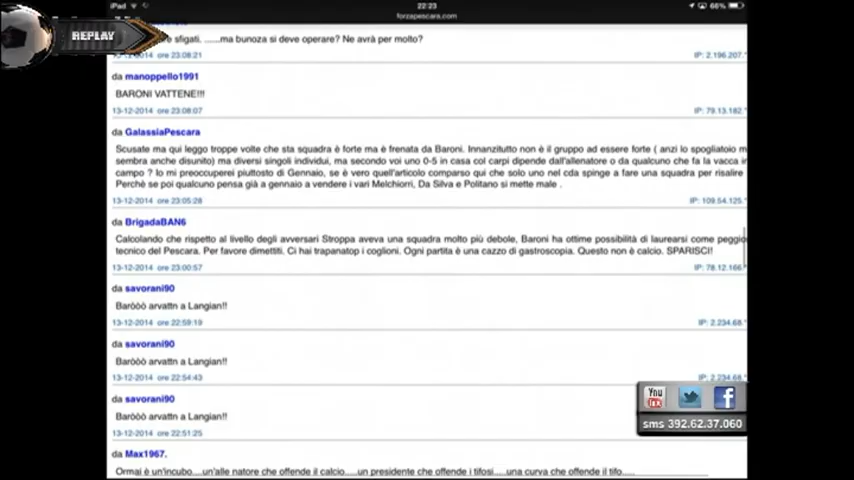 iPad
22:23
66%
REPLAY
forzapescara.com
sfigati. ......ma bunoza si deve operare? Ne avrà per molto?
13-12-2014 ore 23:08:21
IP: 2.196.207.*
da manoppello1991
BARONI VATTENE!!!
13-12-2014 ore 23:08:07
IP: 79.13.182.*
da GalassiaPescara
Scusate ma qui leggo troppe volte che sta squadra è forte ma è frenata da Baroni. Innanzitutto non è il gruppo ad essere forte ( anzi lo spogliatoio m
sembra anche disunito) ma diversi singoli individui, ma secondo voi uno 0-5 in casa col carpi dipende dall'allenatore o da qualcuno che fa la vacca in
campo ? Io mi preoccuperei piuttosto di Gennaio, se è vero quell'articolo comparso qui che solo uno nel cda spinge a fare una squadra per risalire
Perchè se poi qualcuno pensa già a gennaio a vendere i vari Melchiorri, Da Silva e Politano si mette male .
13-12-2014 ore 23:05:28
IP: 109.54.125.*
da BrigadaBAN6
Calcolando che rispetto al livello degli avversari Stroppa aveva una squadra molto più debole, Baroni ha ottime possibilità di laurearsi come peggio
tecnico del Pescara. Per favore dimettiti. Ci hai trapanatop i coglioni. Ogni partita è una cazzo di gastroscopia. Questo non è calcio. SPARISCI!
13-12-2014 ore 23:00:57
IP: 78.12.166.*
da savorani90
Baròòò arvattn a Langian!!
13-12-2014 ore 22:59:19
IP: 2.234.68.*
da savorani90
Baròòò arvattn a Langian!!
13-12-2014 ore 22:54:43
IP: 2.234.68.*
da savorani90
Baròòò arvattn a Langian!!
13-12-2014 ore 22:51:25
You
sms 392.62.37.060
da Max1967.
Ormai è un'incubo....un'alle natore che offende il calcio.....un presidente che offende i tifosi.....una curva che offende il tifo.....